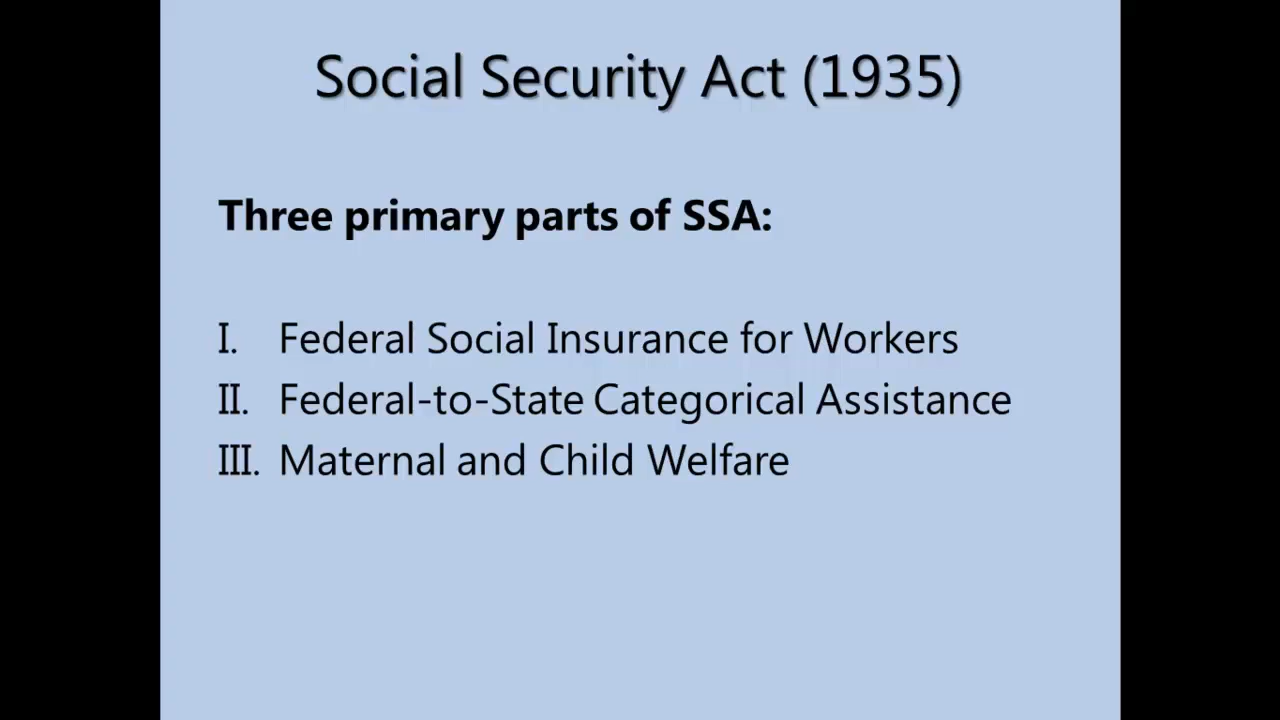 Social Security Act (1935)
Three primary parts of SSA:
I. Federal Social Insurance for Workers
II. Federal-to-State Categorical Assistance
III. Maternal and Child Welfare